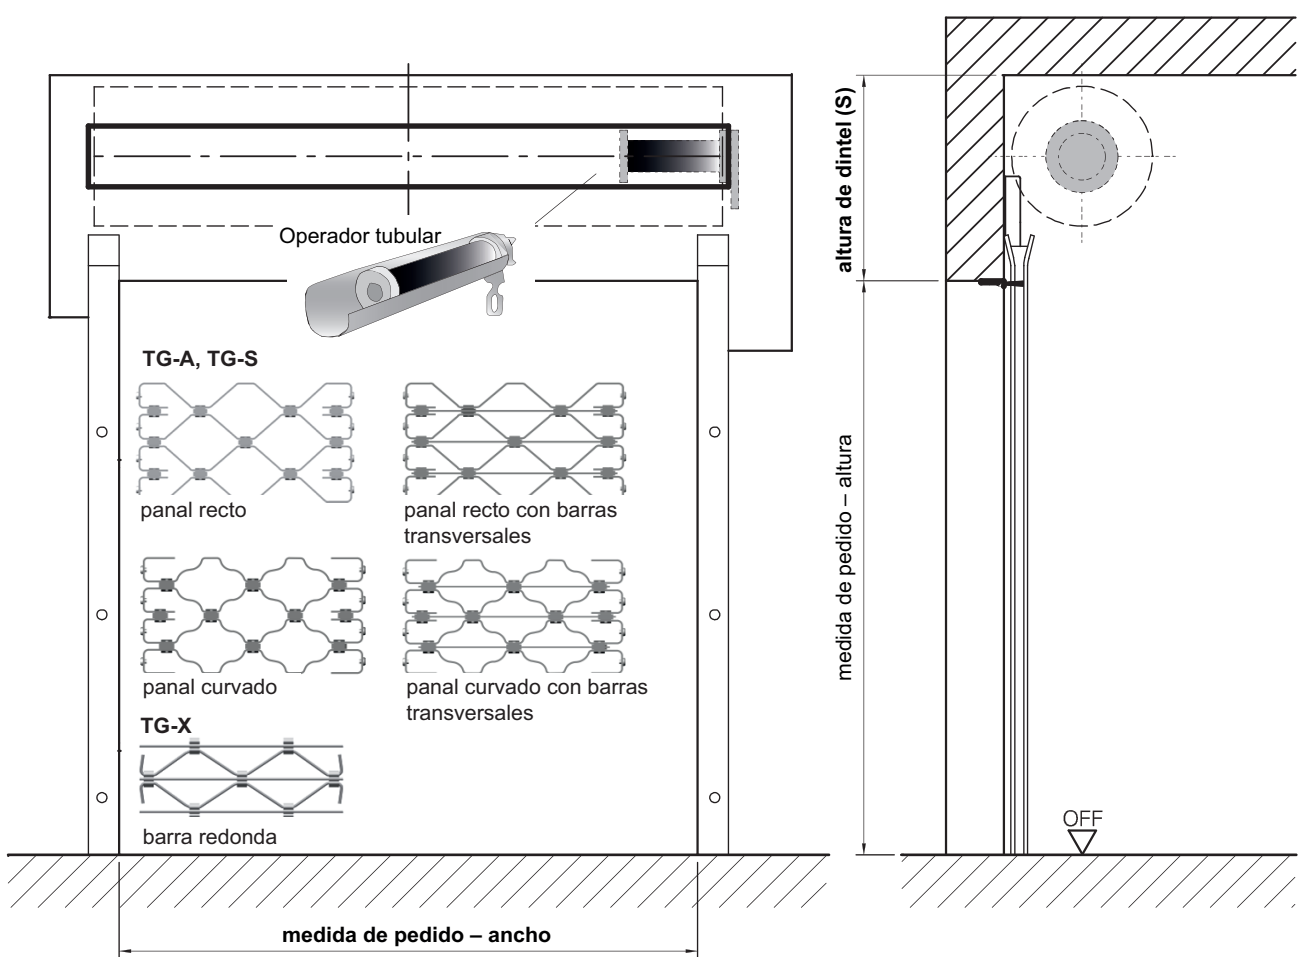 Operador tubular
TG-A, TG-S
panal recto
panal recto con barras
transversales
panal curvado
panal curvado con barras
transversales
TG-X
barra redonda
medida de pedido – ancho
altura de dintel (S)
medida de pedido – altura
OFF